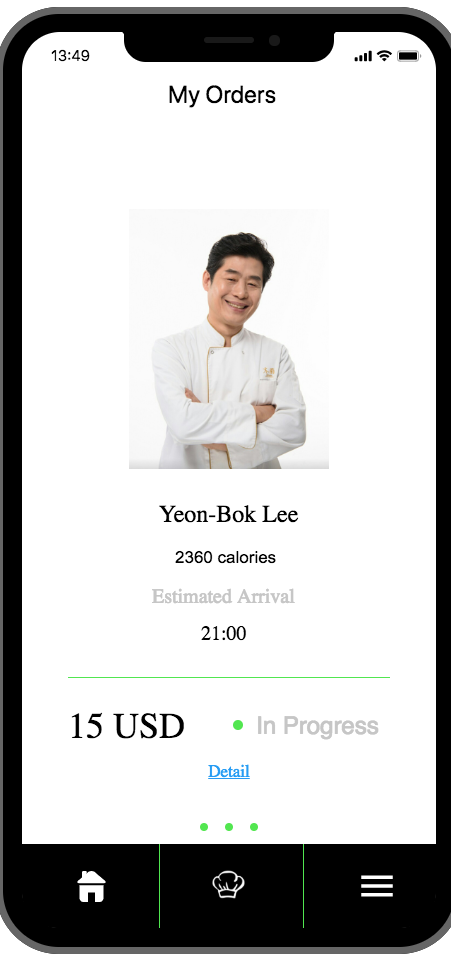 13:49
My Orders
Yeon-Bok Lee
2360 calories
Estimated Arrival
21:00
15 USD
In Progress
Detail